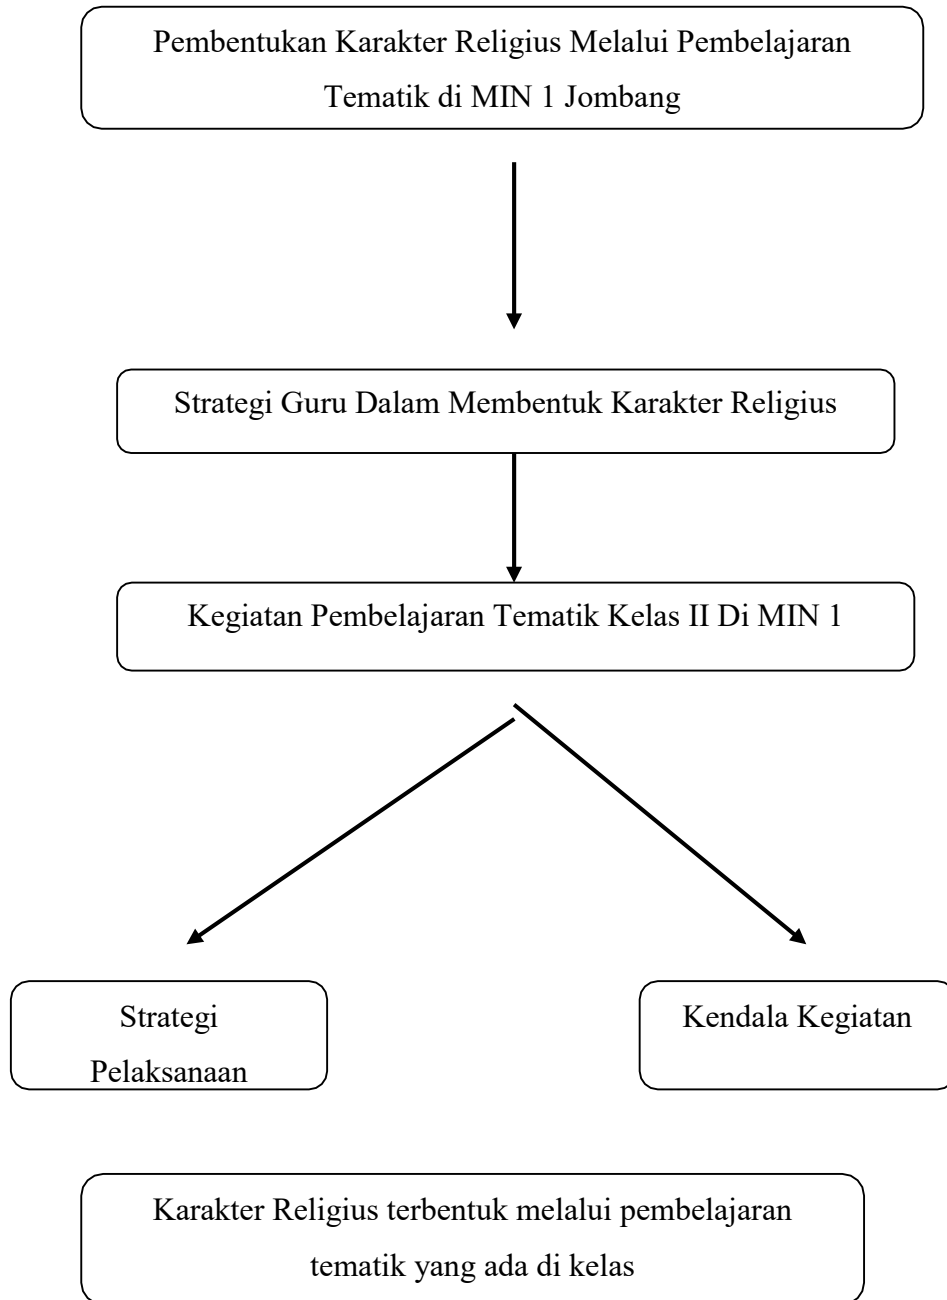 Pembentukan Karakter Religius Melalui Pembelajaran
Tematik di MIN 1 Jombang
Strategi Guru Dalam Membentuk Karakter Religius
Kegiatan Pembelajaran Tematik Kelas II Di MIN 1
Strategi
Pelaksanaan
Kendala Kegiatan
Karakter Religius terbentuk melalui pembelajaran
tematik yang ada di kelas